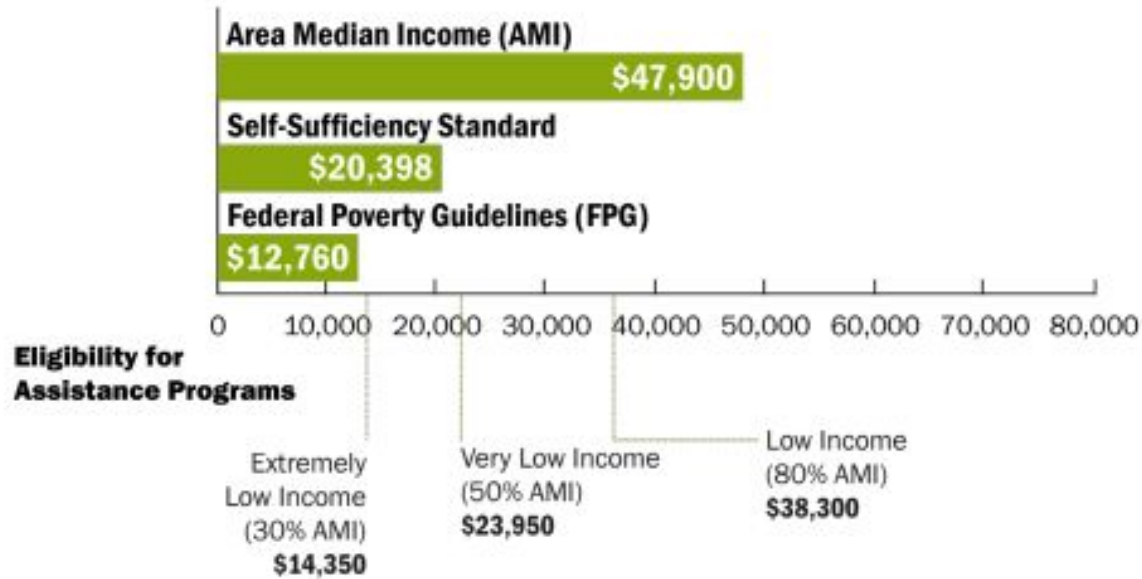 Area Median Income (AMI)
$47,900
Self-Sufficiency Standard
$20,398
Federal Poverty Guidelines (FPG)
$12,760
0 10,000 20,000 30,000 40,000 50,000 60,000 70,000 80,000
Eligibility for
Assistance Programs
Extremely
Low Income
(30% AMI)
$14,350
Very Low Income
(50% AMI)
$23,950
Low Income
(80% AMI)
$38,300